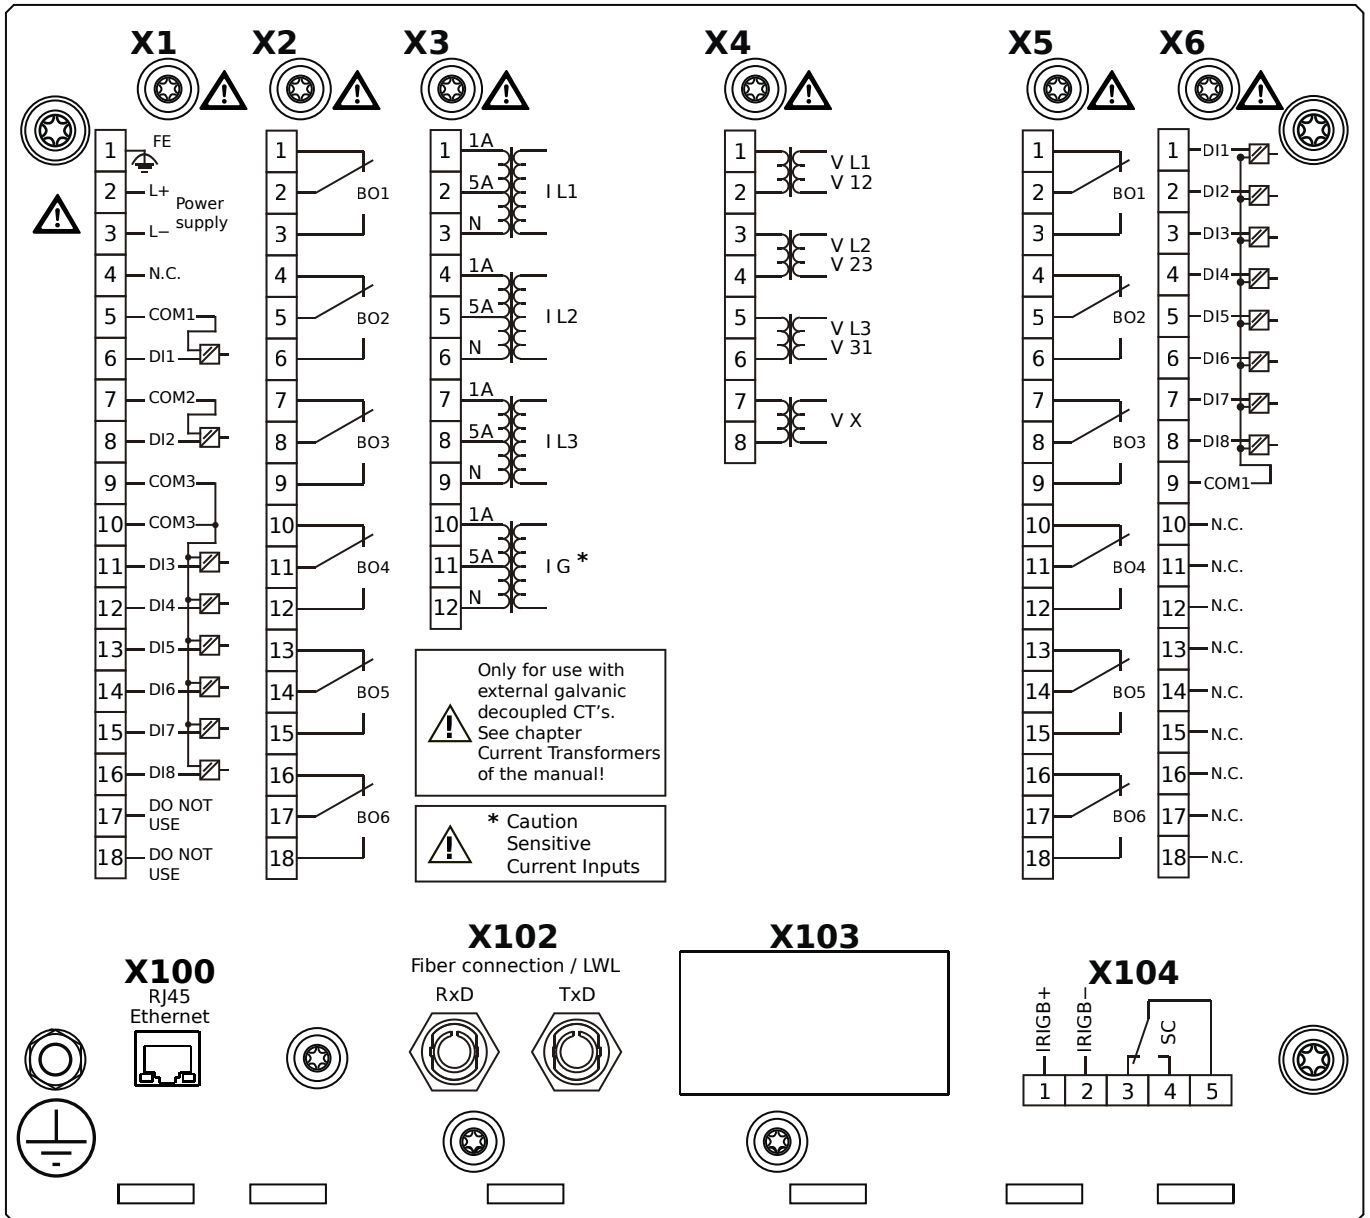 X1 X2 X3 X4 X5 X6
1 FE
2 L+
Power
supply
3 L−
4 N.C.
5 COM1
6 DI1
7 COM2
8 DI2
9 COM3
10 COM3
11 DI3
12 DI4
13 DI5
14 DI6
15 DI7
16 DI8
17 DO NOT
USE
18 DO NOT
USE
1
2 BO1
3
4
5 BO2
6
7
8 BO3
9
10
11 BO4
12
13
14 BO5
15
16
17 BO6
18
1 1A
2 5A I L1
3 N
4 1A
5 5A I L2
6 N
7 1A
8 5A I L3
9 N
10 1A
11 5A I G *
12 N
Only for use with
external galvanic
decoupled CT's.
See chapter
Current Transformers
of the manual!
* Caution
Sensitive
Current Inputs
1 V L1
2 V 12
3 V L2
4 V 23
5 V L3
6 V 31
7 V X
8
1
2 BO1
3
4
5 BO2
6
7
8 BO3
9
10
11 BO4
12
13
14 BO5
15
16
17 BO6
18
1 DI1
2 DI2
3 DI3
4 DI4
5 DI5
6 DI6
7 DI7
8 DI8
9 COM1
10 N.C.
11 N.C.
12 N.C.
13 N.C.
14 N.C.
15 N.C.
16 N.C.
17 N.C.
18 N.C.
X100
RJ45
Ethernet
X102
Fiber connection / LWL
RxD TxD
X103
X104
IRIGB+
IRIGB−
SC
1 2 3 4 5